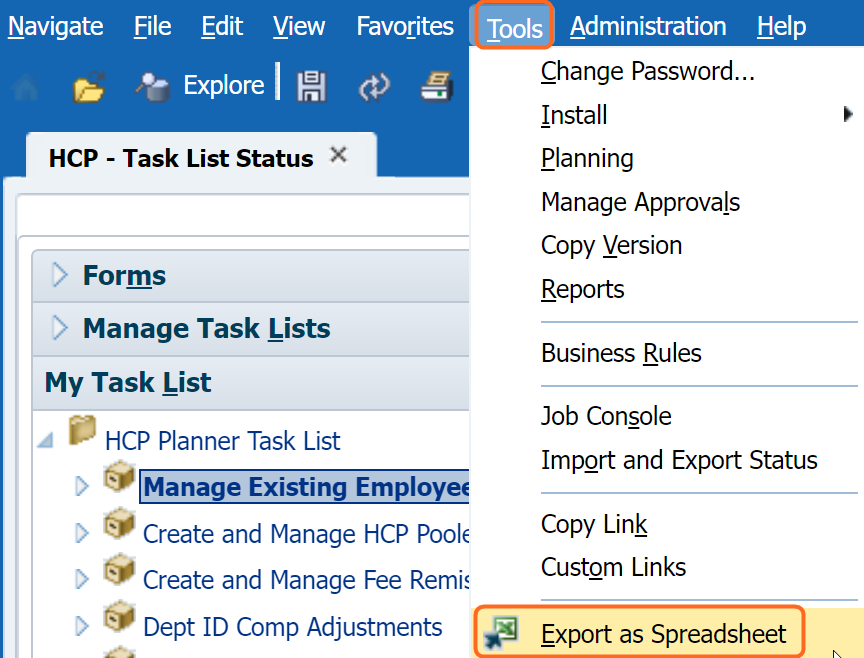 Navigate File Edit View Favorites Tools Administration Help
Explore
HCP - Task List Status
Forms
Manage Task Lists
My Task List
HCP Planner Task List
Manage Existing Employee
Create and Manage HCP Poole
Create and Manage Fee Remis
Dept ID Comp Adjustments
Change Password...
Install
Planning
Manage Approvals
Copy Version
Reports
Business Rules
Job Console
Import and Export Status
Copy Link
Custom Links
Export as Spreadsheet